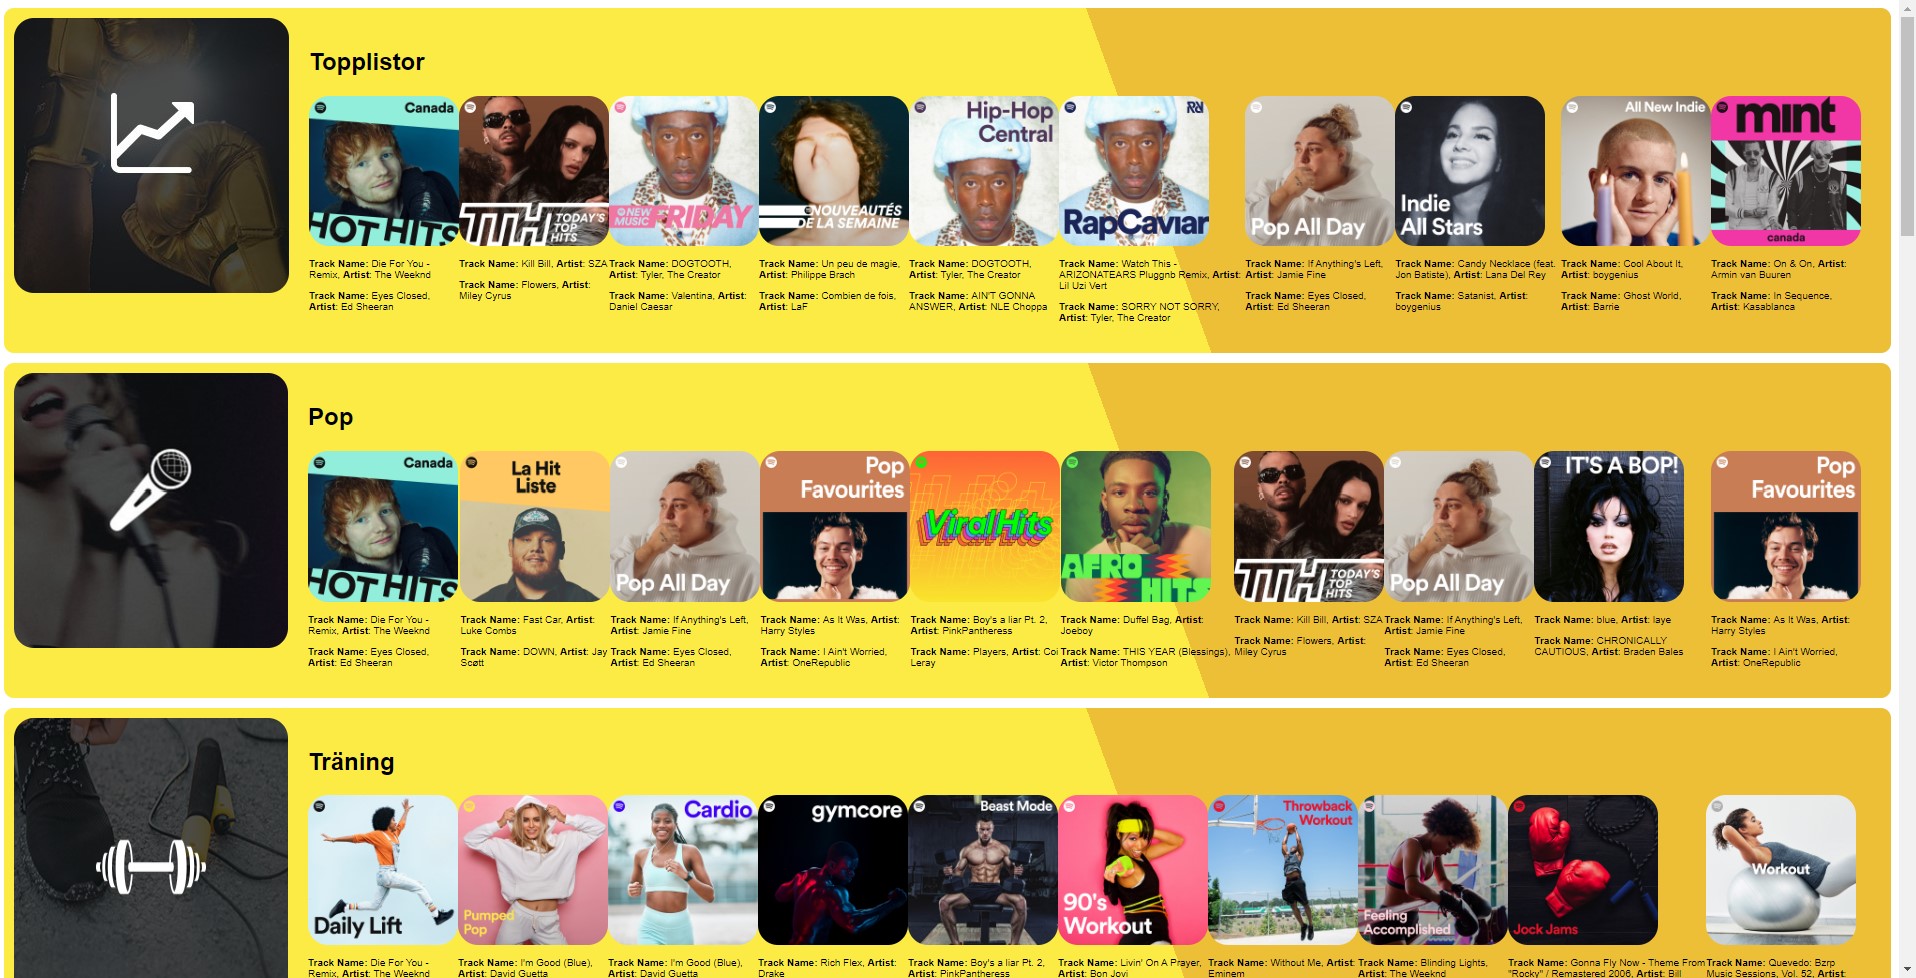 Topplistor
Canada
HOT HITS
TTH TODAY'S TOP HITS
NEW MUSIC FRIDAY
NOUVEAUTÉS
DE LA SEMAINE
Hip-Hop
Central
RapCaviar
Pop All Day
Indie
All Stars
All New Indie
mint
canada
Track Name: Die For You -
Remix, Artist: The Weeknd
Track Name: Eyes Closed,
Artist: Ed Sheeran
Track Name: Kill Bill, Artist: SZA
Track Name: Flowers, Artist:
Miley Cyrus
Track Name: DOGTOOTH,
Artist: Tyler, The Creator
Track Name: Valentina, Artist:
Daniel Caesar
Track Name: Un peu de magie,
Artist: Philippe Brach
Track Name: Combien de fois,
Artist: LaF
Track Name: DOGTOOTH,
Artist: Tyler, The Creator
Track Name: AIN'T GONNA
ANSWER, Artist: NLE Choppa
Track Name: Watch This -
ARIZONATEARS Pluggnb Remix, Artist:
Lil Uzi Vert
Track Name: SORRY NOT SORRY,
Artist: Tyler, The Creator
Track Name: If Anything's Left,
Artist: Jamie Fine
Track Name: Eyes Closed,
Artist: Ed Sheeran
Track Name: Candy Necklace (feat.
Jon Batiste), Artist: Lana Del Rey
Track Name: Satanist, Artist:
boygenius
Track Name: Cool About It,
Artist: boygenius
Track Name: Ghost World,
Artist: Barrie
Track Name: On & On, Artist:
Armin van Buuren
Track Name: In Sequence,
Artist: Kasablanca
Pop
Canada
HOT HITS
La Hit
Liste
Pop All Day
Pop
Favourites
Viral Hits
AFRO HITS
TTH TODAY'S TOP HITS
Pop All Day
IT'S A BOP!
Pop
Favourites
Track Name: Die For You -
Remix, Artist: The Weeknd
Track Name: Eyes Closed,
Artist: Ed Sheeran
Track Name: Fast Car, Artist:
Luke Combs
Track Name: DOWN, Artist: Jay
Scøtt
Track Name: If Anything's Left,
Artist: Jamie Fine
Track Name: Eyes Closed,
Artist: Ed Sheeran
Track Name: As It Was, Artist:
Harry Styles
Track Name: I Ain't Worried,
Artist: OneRepublic
Track Name: Boy's a liar Pt. 2,
Artist: PinkPantheress
Track Name: Players, Artist: Coi
Leray
Track Name: Duffel Bag, Artist:
Joeboy
Track Name: THIS YEAR (Blessings),
Artist: Victor Thompson
Track Name: Kill Bill, Artist: SZA
Track Name: Flowers, Artist:
Miley Cyrus
Track Name: If Anything's Left,
Artist: Jamie Fine
Track Name: Eyes Closed,
Artist: Ed Sheeran
Track Name: blue, Artist: laye
Track Name: CHRONICALLY
CAUTIOUS, Artist: Braden Bales
Track Name: As It Was, Artist:
Harry Styles
Track Name: I Ain't Worried,
Artist: OneRepublic
Träning
Daily Lift
Pumped
Pop
Cardio
gymcore
Beast Mode
90's
Workout
Throwback
Workout
Feeling
Accomplished
Jock Jams
Workout
Track Name: Die For You -
Remix, Artist: The Weeknd
Track Name: I'm Good (Blue),
Artist: David Guetta
Track Name: I'm Good (Blue),
Artist: David Guetta
Track Name: Rich Flex, Artist:
Drake
Track Name: Boy's a liar Pt. 2,
Artist: PinkPantheress
Track Name: Livin' On A Prayer,
Artist: Bon Jovi
Track Name: Without Me, Artist:
Eminem
Track Name: Blinding Lights,
Artist: The Weeknd
Track Name: Gonna Fly Now - Theme From
"Rocky" / Remastered 2006, Artist: Bill
Track Name: Quevedo: Bzrp
Music Sessions, Vol. 52, Artist: